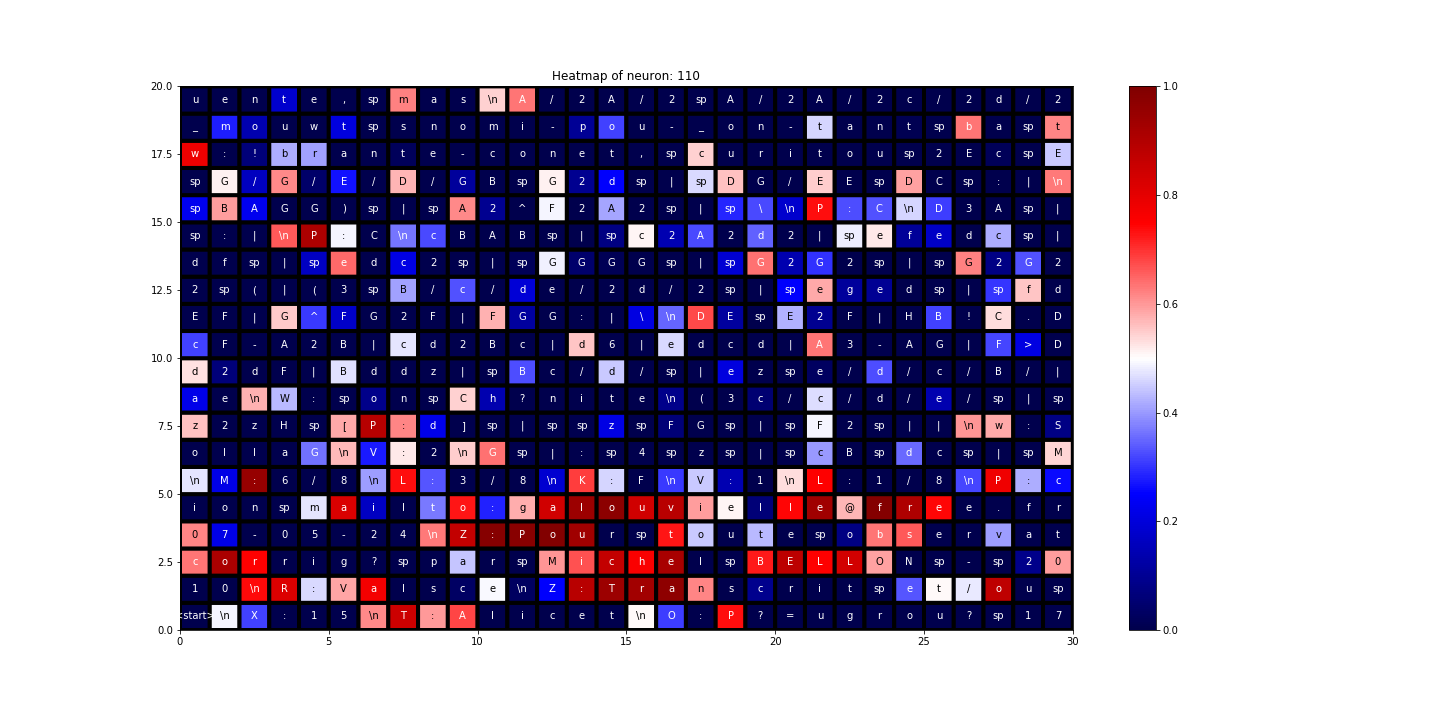 Heatmap of neuron: 110
20.0 u e n t e , sp m a s \n A / 2 A / 2 sp A / 2 A / 2 c / 2 d / 2 1.0
_ m o u w t sp s n o m i - p o u - _ o n - t a n t sp b a sp t
17.5 w : ! b r a n t e - c o n e t , sp c u r i t o u sp 2 E c sp E
sp G / G / E / D / G B sp G 2 d sp | sp D G / E E sp D C sp : | \n
15.0 sp B A G G ) sp | sp A 2 ^ F 2 A 2 sp | sp \ \n P : C \n D 3 A sp | 0.8
sp : | \n P : C \n c B A B sp | sp c 2 A 2 d 2 | sp e f e d c sp |
d f sp | sp e d c 2 sp | sp G G G G sp | sp G 2 G 2 sp | sp G 2 G 2
12.5 2 sp ( | ( 3 sp B / c / d e / 2 d / 2 sp | sp e g e d sp | sp f d 0.6
E F | G ^ F G 2 F | F G G : | \ \n D E sp E 2 F | H B ! C . D
10.0 c F - A 2 B | c d 2 B c | d 6 | e d c d | A 3 - A G | F > D
d 2 d F | B d d z | sp B c / d / sp | e z sp e / d / c / B / |
a e \n W : sp o n sp C h ? n i t e \n ( 3 c / c / d / e / sp | sp 0.4
7.5 z 2 z H sp [ P : d ] sp | sp sp z sp F G sp | sp F 2 sp | | \n w : S
o l l a G \n V : 2 \n G sp | : sp 4 sp z sp | sp c B sp d c sp | sp M
5.0 \n M : 6 / 8 \n L : 3 / 8 \n K : F \n V : 1 \n L : 1 / 8 \n P : c
i o n sp m a i l t o : g a l o u v i e l l e @ f r e e . f r 0.2
0 7 - 0 5 - 2 4 \n Z : P o u r sp t o u t e sp o b s e r v a t
2.5 c o r r i g ? sp p a r sp M i c h e l sp B E L L O N sp - sp 2 0
1 0 \n R : V a l s c e \n Z : T r a n s c r i t sp e t / o u sp
0.0 <start> \n X : 1 5 \n T : A l i c e t \n O : P ? = u g r o u ? sp 1 7 0.0
0 5 10 15 20 25 30